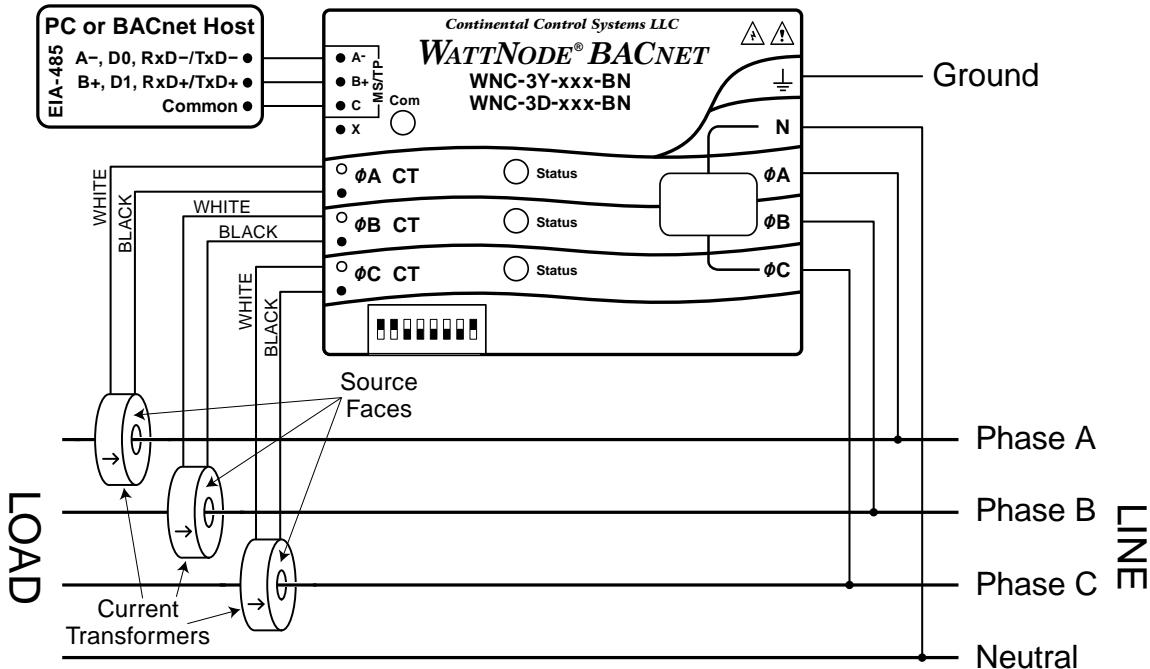 PC or BACnet Host
EIA-485
A−, D0, RxD−/TxD−
B+, D1, RxD+/TxD+
Common
Continental Control Systems LLC
WATTNODE® BACNET
WNC-3Y-xxx-BN
WNC-3D-xxx-BN
A-
B+
C
X
MS/TP
Com
Ground
N
ϕA CT
Status
ϕA
ϕB CT
Status
ϕB
ϕC CT
Status
ϕC
WHITE
BLACK
WHITE
BLACK
WHITE
BLACK
Source
Faces
Phase A
Phase B
Phase C
Neutral
LOAD
LINE
Current
Transformers